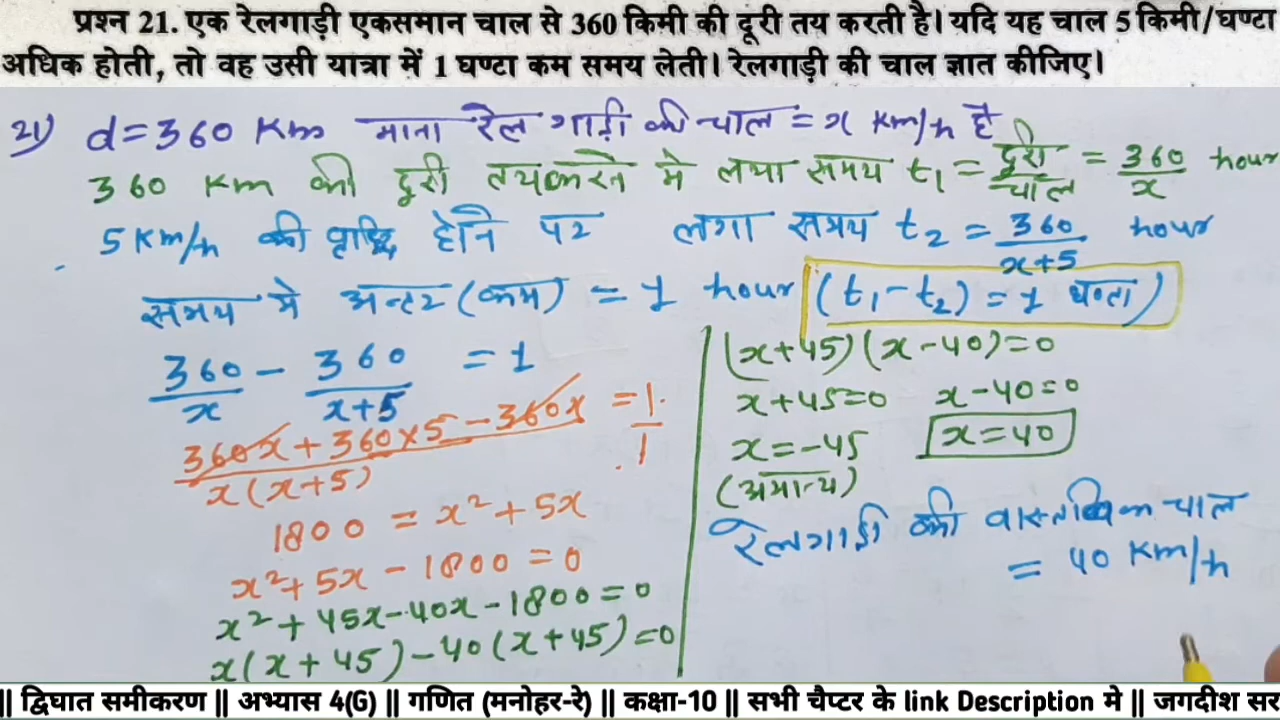 प्रश्न 21. एक रेलगाड़ी एकसमान चाल से 360 किमी की दूरी तय करती है। यदि यह चाल 5 किमी/घण्टा
अधिक होती, तो वह उसी यात्रा में 1 घण्टा कम समय लेती। रेलगाड़ी की चाल ज्ञात कीजिए।
21) d = 360 Km माना रेल गाड़ी की चाल = x Km/h है
360 Km की दूरी तय करने मे लगा समय t₁ = दूरी/चाल = 360/x hour
5 Km/h की वृद्धि होने पर लगा समय t₂ = 360/(x+5) hour
समय मे अन्तर (कम) = 1 hour (t₁ - t₂) = 1 घन्टा)
360/x - 360/(x+5) = 1
(360x + 360×5 - 360x)/(x(x+5)) = 1/1
1800 = x² + 5x
x² + 5x - 1800 = 0
x² + 45x - 40x - 1800 = 0
x(x + 45) - 40(x + 45) = 0
(x+45)(x-40) = 0
x+45=0 x-40=0
x=-45 x=40
(अमान्य)
रेलगाड़ी की वास्तविक चाल
= 40 Km/h
|| द्विघात समीकरण || अभ्यास 4(G) || गणित (मनोहर-रे) || कक्षा-10 || सभी चैप्टर के link Description मे || जगदीश सर